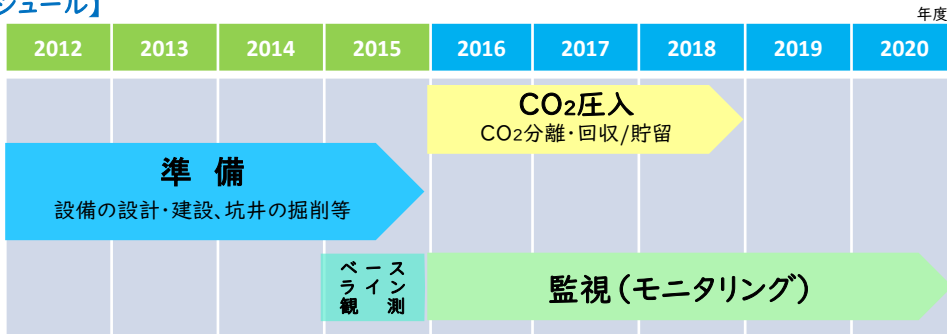 ジュール】
年度
2012 2013 2014 2015 2016 2017 2018 2019 2020
CO2圧入
CO2分離・回収/貯留
準 備
設備の設計・建設、坑井の掘削等
ベース
ライン
観 測
監視(モニタリング)